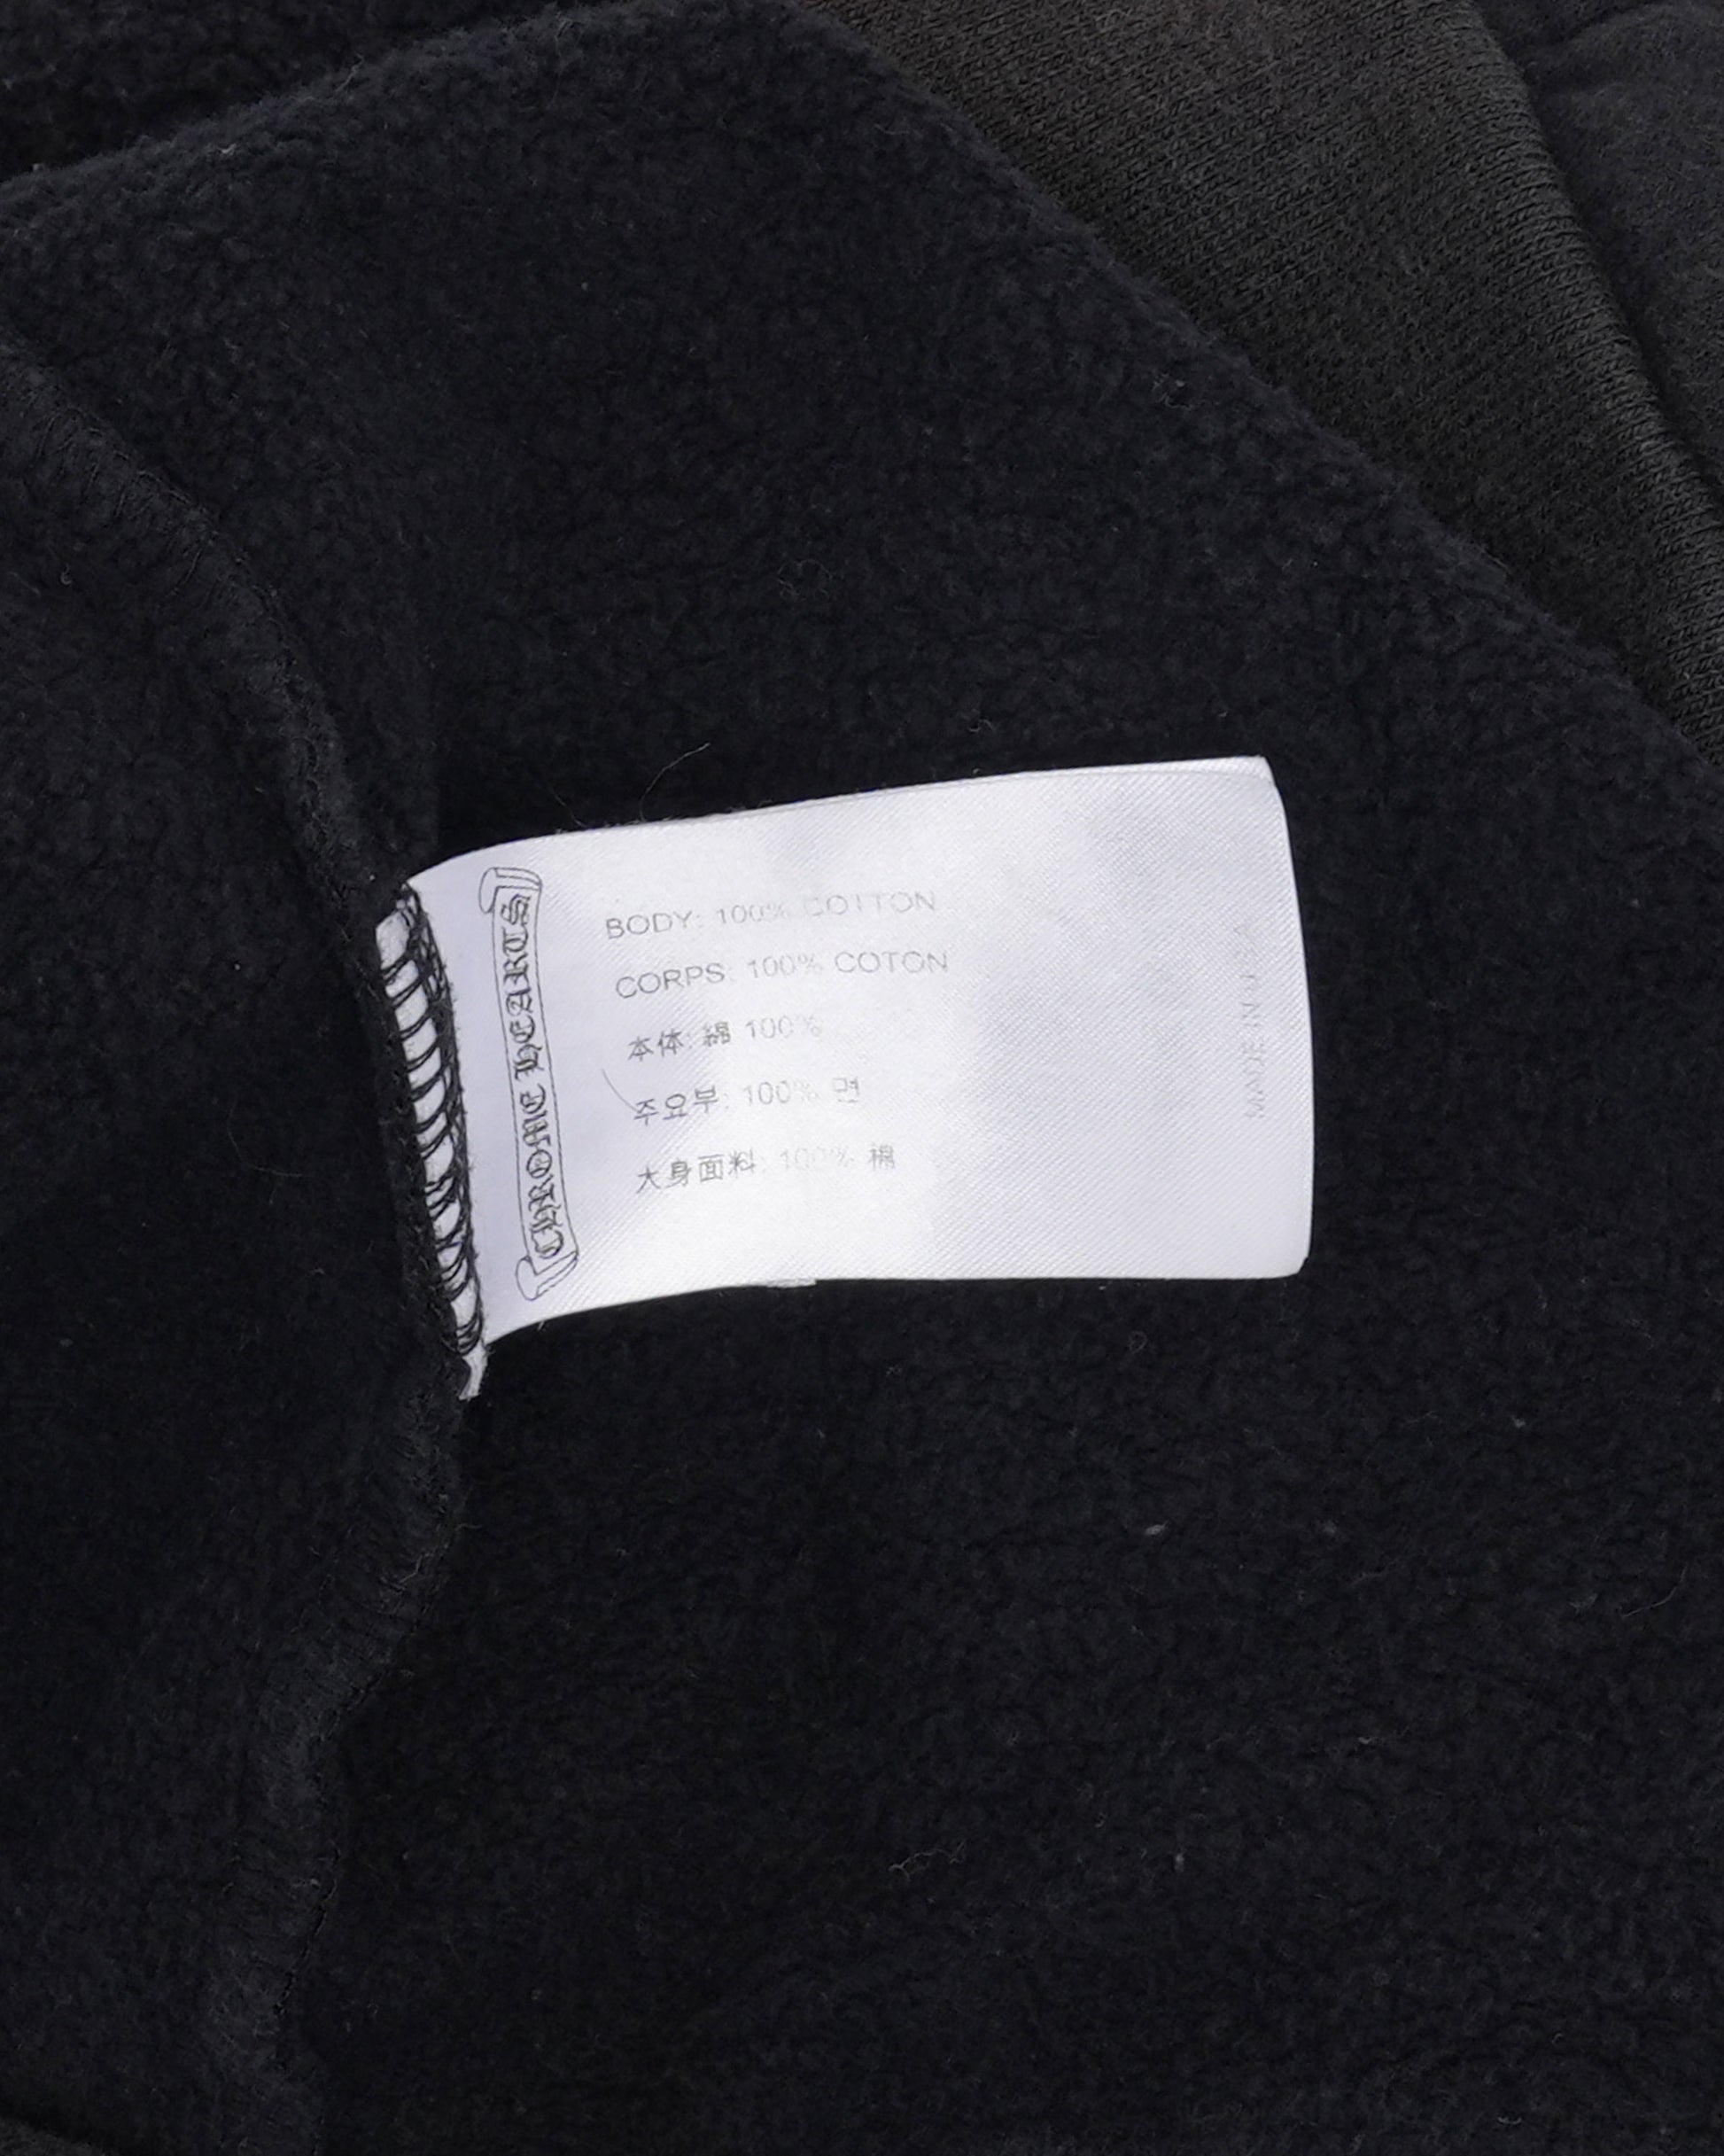 CHROME HEARTS
BODY: 100% COTTON
CORPS: 100% COTON
本体: 綿 100%
주요부: 100% 면
大身面料: 100% 棉
MADE IN USA